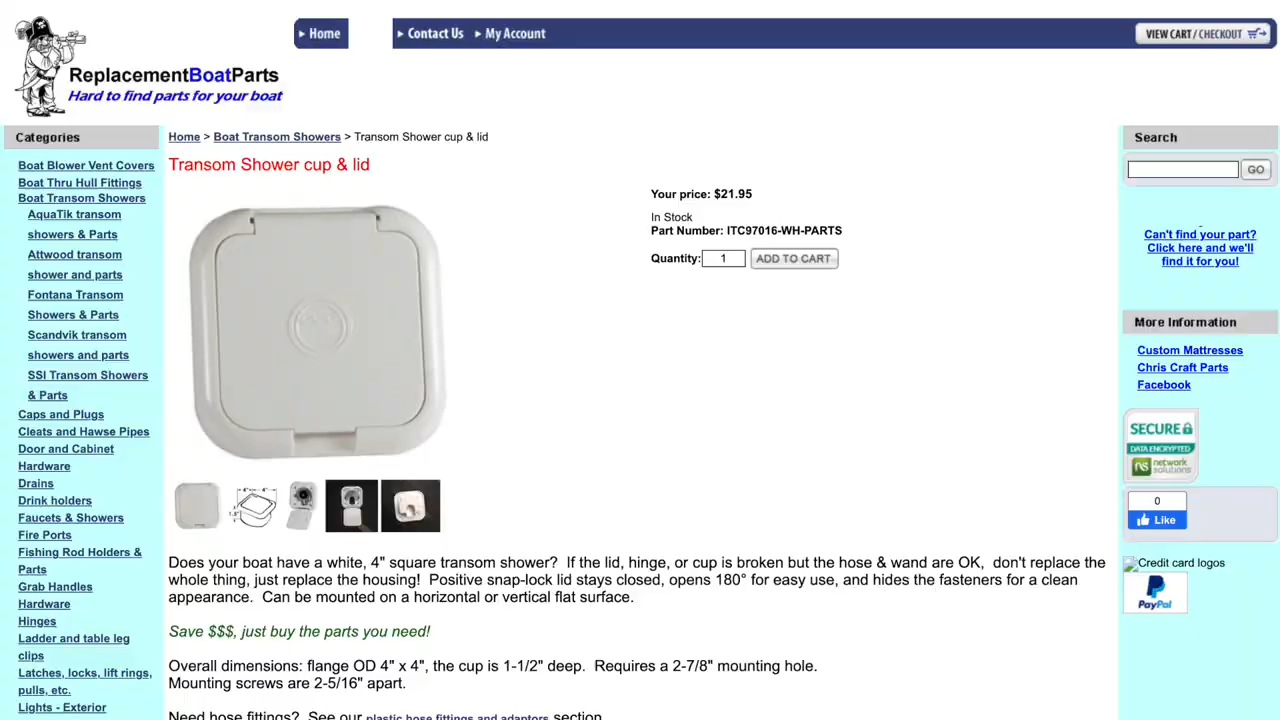 Home
Contact Us
My Account
VIEW CART / CHECKOUT
ReplacementBoatParts
Hard to find parts for your boat
Categories
Boat Blower Vent Covers
Boat Thru Hull Fittings
Boat Transom Showers
AquaTik transom
showers & Parts
Attwood transom
shower and parts
Fontana Transom
Showers & Parts
Scandvik transom
showers and parts
SSI Transom Showers
& Parts
Caps and Plugs
Cleats and Hawse Pipes
Door and Cabinet
Hardware
Drains
Drink holders
Faucets & Showers
Fire Ports
Fishing Rod Holders &
Parts
Grab Handles
Hardware
Hinges
Ladder and table leg
clips
Latches, locks, lift rings,
pulls, etc.
Lights - Exterior
Home > Boat Transom Showers > Transom Shower cup & lid
Transom Shower cup & lid
Your price: $21.95
In Stock
Part Number: ITC97016-WH-PARTS
Quantity: 1 ADD TO CART
4" 4"
1.5"
Does your boat have a white, 4" square transom shower?  If the lid, hinge, or cup is broken but the hose & wand are OK,  don't replace the
whole thing, just replace the housing!  Positive snap-lock lid stays closed, opens 180° for easy use, and hides the fasteners for a clean
appearance.  Can be mounted on a horizontal or vertical flat surface.
Save $$$, just buy the parts you need!
Overall dimensions: flange OD 4" x 4", the cup is 1-1/2" deep.  Requires a 2-7/8" mounting hole.
Mounting screws are 2-5/16" apart.
Need hose fittings?  See our plastic hose fittings and adaptors section
Search
GO
Can't find your part?
Click here and we'll
find it for you!
More Information
Custom Mattresses
Chris Craft Parts
Facebook
SECURE
DATA ENCRYPTED
ns network
solutions
0
Like
Credit card logos
PayPal